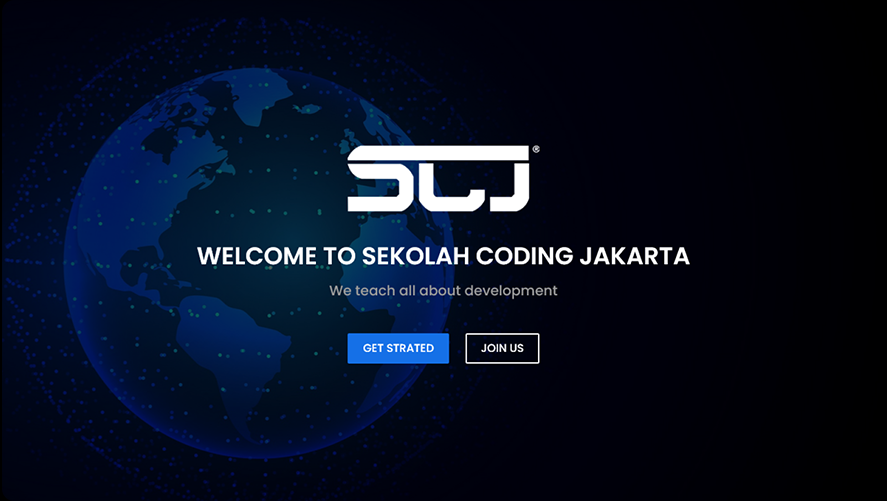 SCJ®
WELCOME TO SEKOLAH CODING JAKARTA
We teach all about development
GET STRATED
JOIN US